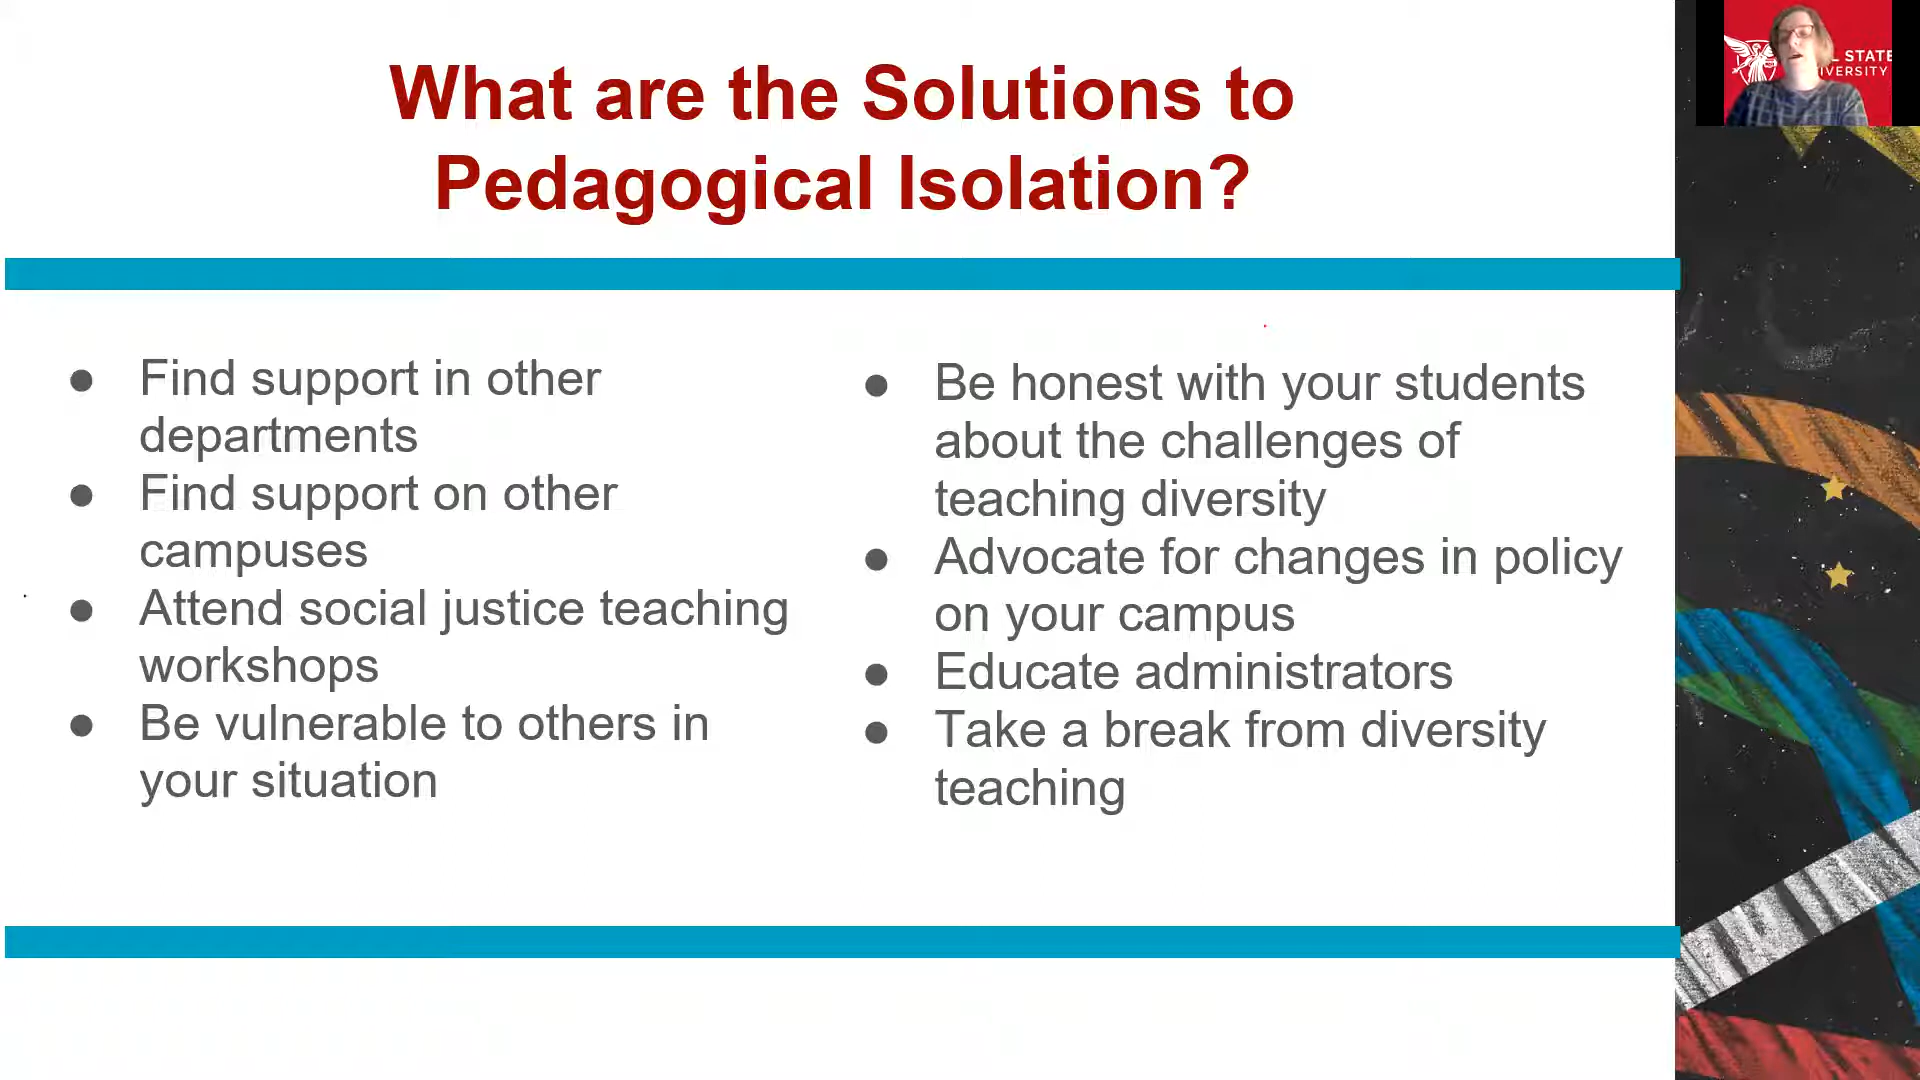 What are the Solutions to
Pedagogical Isolation?
● Find support in other
departments
● Find support on other
campuses
● Attend social justice teaching
workshops
● Be vulnerable to others in
your situation
● Be honest with your students
about the challenges of
teaching diversity
● Advocate for changes in policy
on your campus
● Educate administrators
● Take a break from diversity
teaching
L STATE
IVERSITY